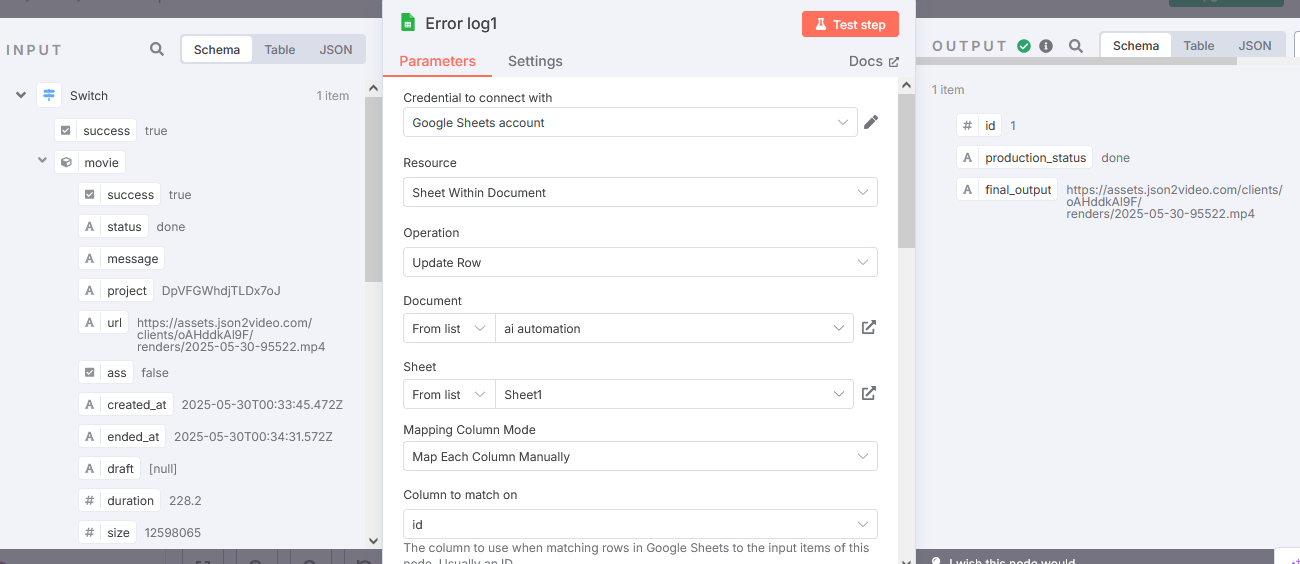 Error log1
Test step
INPUT
Schema
Table
JSON
Parameters
Settings
Docs
OUTPUT
Schema
Table
JSON
Switch
1 item
success
true
movie
success
true
A status done
A message
A project DpVFGWhdjTLDx7oJ
A url https://assets.json2video.com/
clients/oAHddkAl9F/
renders/2025-05-30-95522.mp4
ass false
A created_at 2025-05-30T00:33:45.472Z
A ended_at 2025-05-30T00:34:31.572Z
A draft [null]
# duration 228.2
# size 12598065
Credential to connect with
Google Sheets account
Resource
Sheet Within Document
Operation
Update Row
Document
From list
ai automation
Sheet
From list
Sheet1
Mapping Column Mode
Map Each Column Manually
Column to match on
id
The column to use when matching rows in Google Sheets to the input items of this
node. Usually an ID
1 item
# id 1
A production_status done
A final_output https://assets.json2video.com/clients/
oAHddkAl9F/
renders/2025-05-30-95522.mp4
I wish this node would